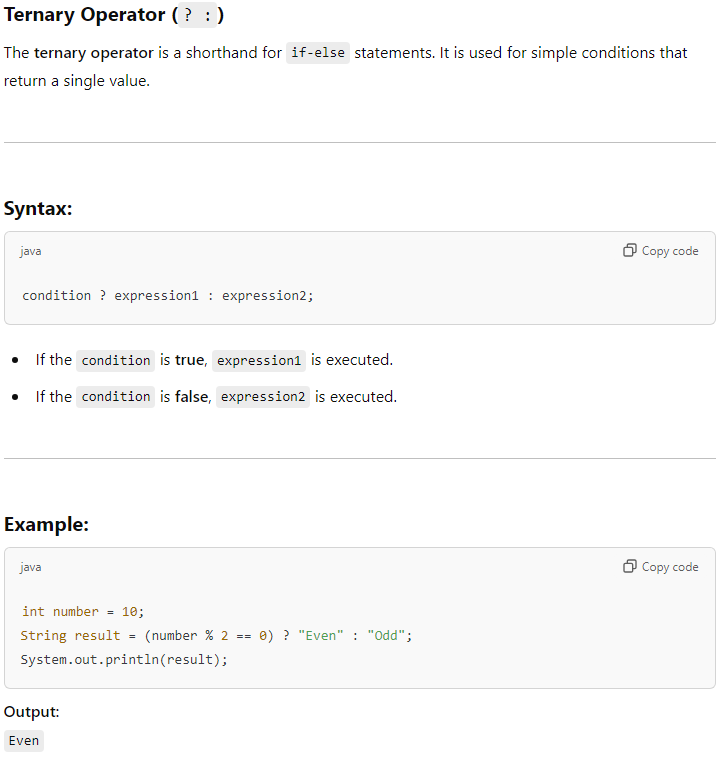 Ternary Operator (? :)
The ternary operator is a shorthand for if-else statements. It is used for simple conditions that
return a single value.
Syntax:
java
Copy code
condition ? expression1 : expression2;
• If the condition is true, expression1 is executed.
• If the condition is false, expression2 is executed.
Example:
java
Copy code
int number = 10;
String result = (number % 2 == 0) ? "Even" : "Odd";
System.out.println(result);
Output:
Even